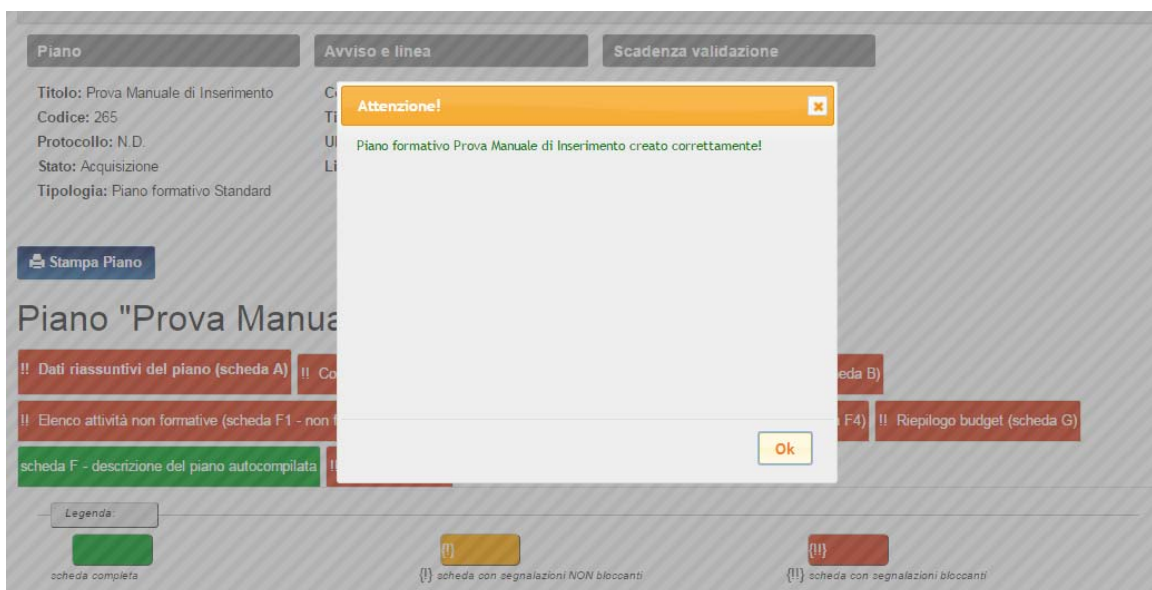 Piano Avviso e linea Scadenza validazione
Titolo: Prova Manuale di Inserimento
Codice: 265
Protocollo: N.D.
Stato: Acquisizione
Tipologia: Piano formativo Standard
Attenzione!
Piano formativo Prova Manuale di Inserimento creato correttamente!
Ok
Stampa Piano
Piano "Prova Manua
!! Dati riassuntivi del piano (scheda A) !! Co eda B)
!! Elenco attività non formative (scheda F1 - non f F4) !! Riepilogo budget (scheda G)
scheda F - descrizione del piano autocompilata !!
Legenda:
{!} {!!}
scheda completa {!} scheda con segnalazioni NON bloccanti {!!} scheda con segnalazioni bloccanti